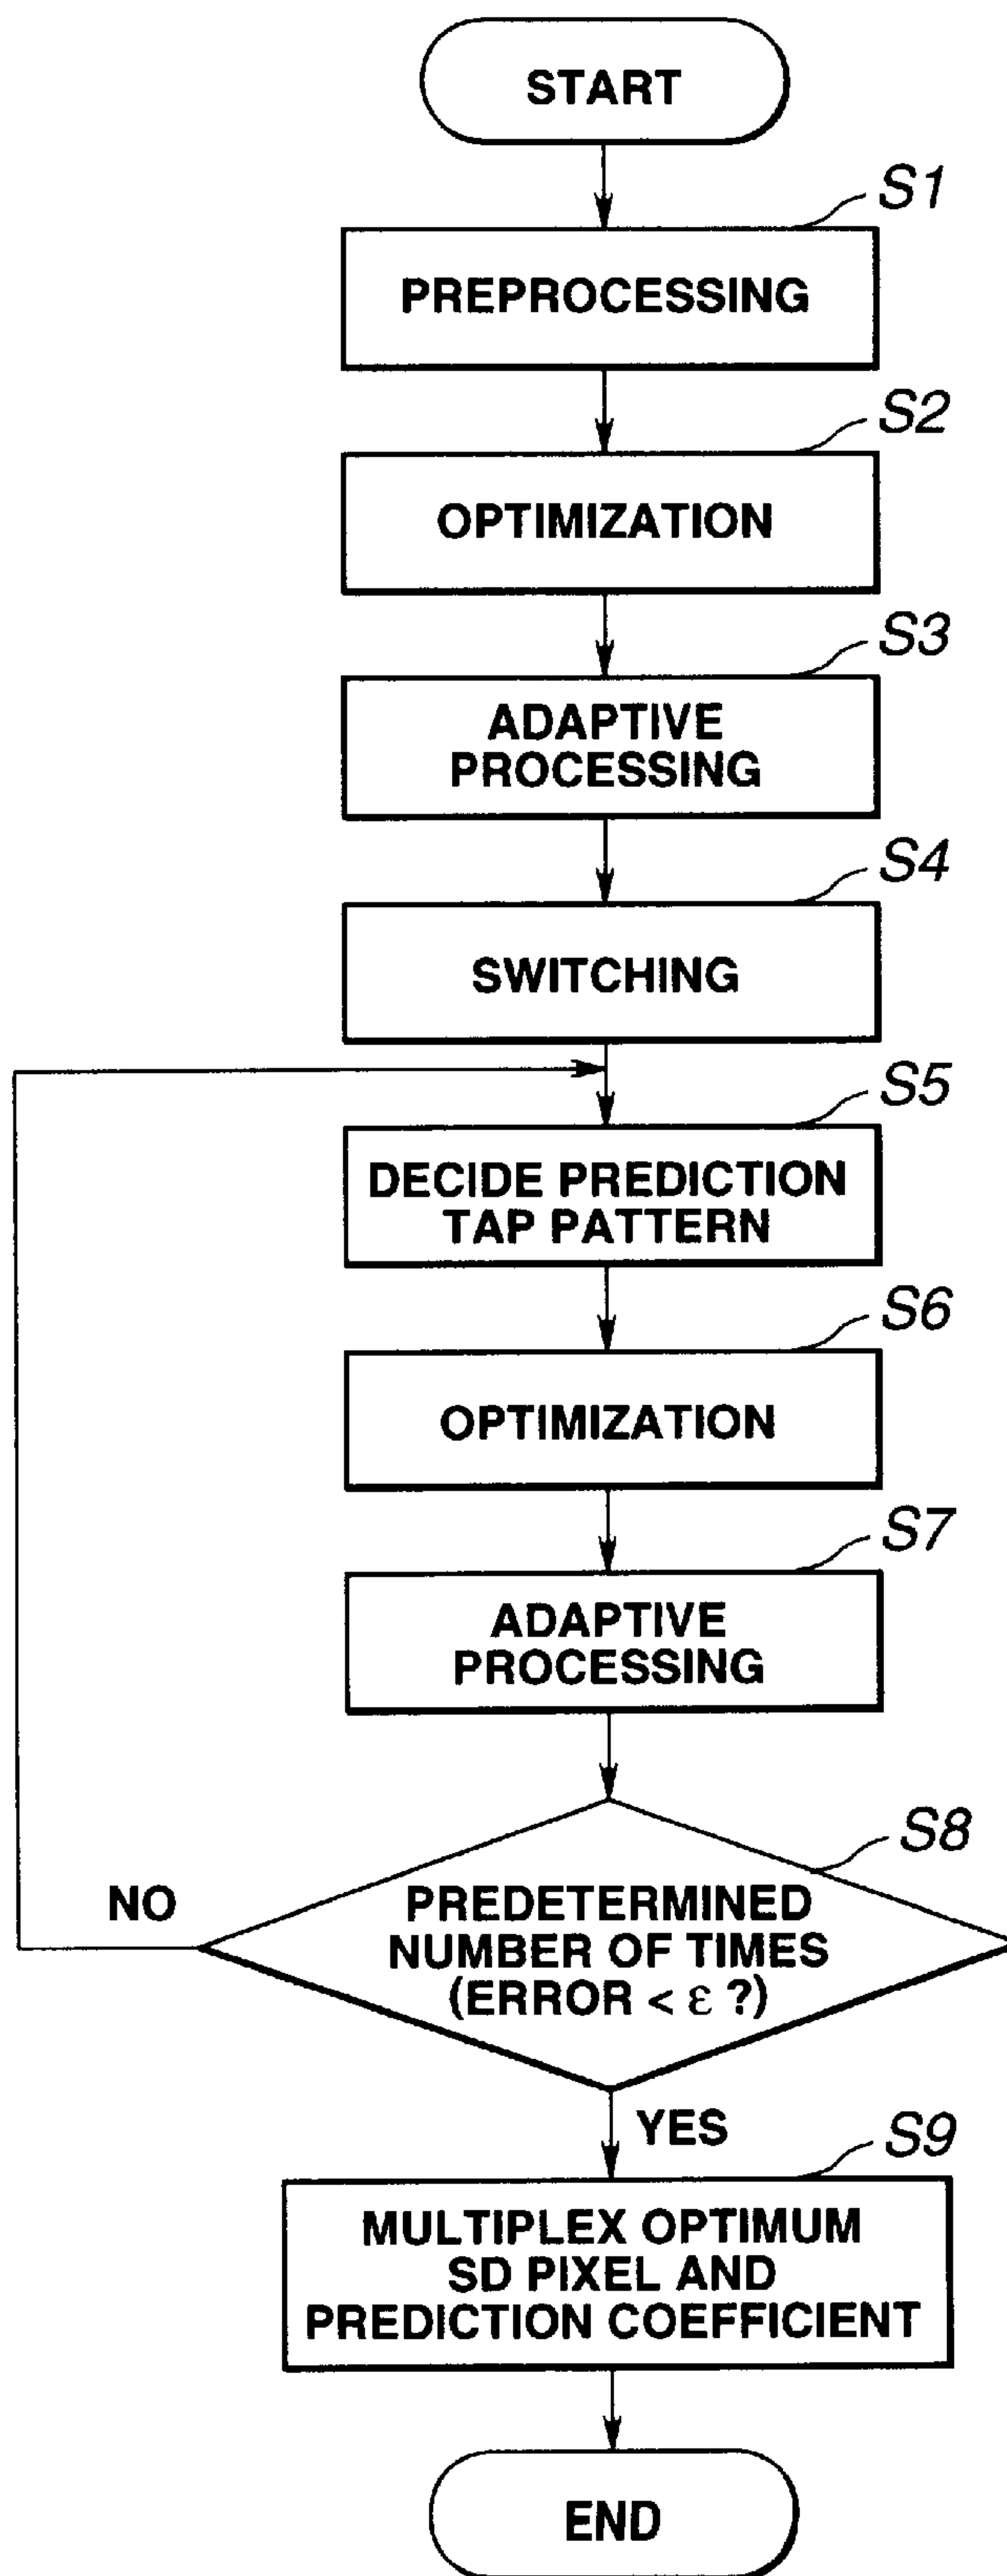 START
S1
PREPROCESSING
S2
OPTIMIZATION
S3
ADAPTIVE
PROCESSING
S4
SWITCHING
S5
DECIDE PREDICTION
TAP PATTERN
S6
OPTIMIZATION
S7
ADAPTIVE
PROCESSING
S8
NO
PREDETERMINED
NUMBER OF TIMES
(ERROR < ε ?)
YES
S9
MULTIPLEX OPTIMUM
SD PIXEL AND
PREDICTION COEFFICIENT
END